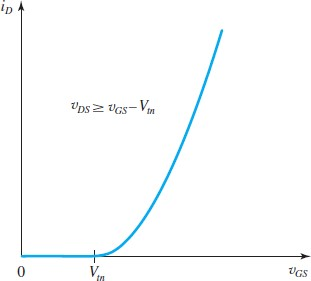 i_D
v_DS ≥ v_GS − V_tn
0 V_tn v_GS